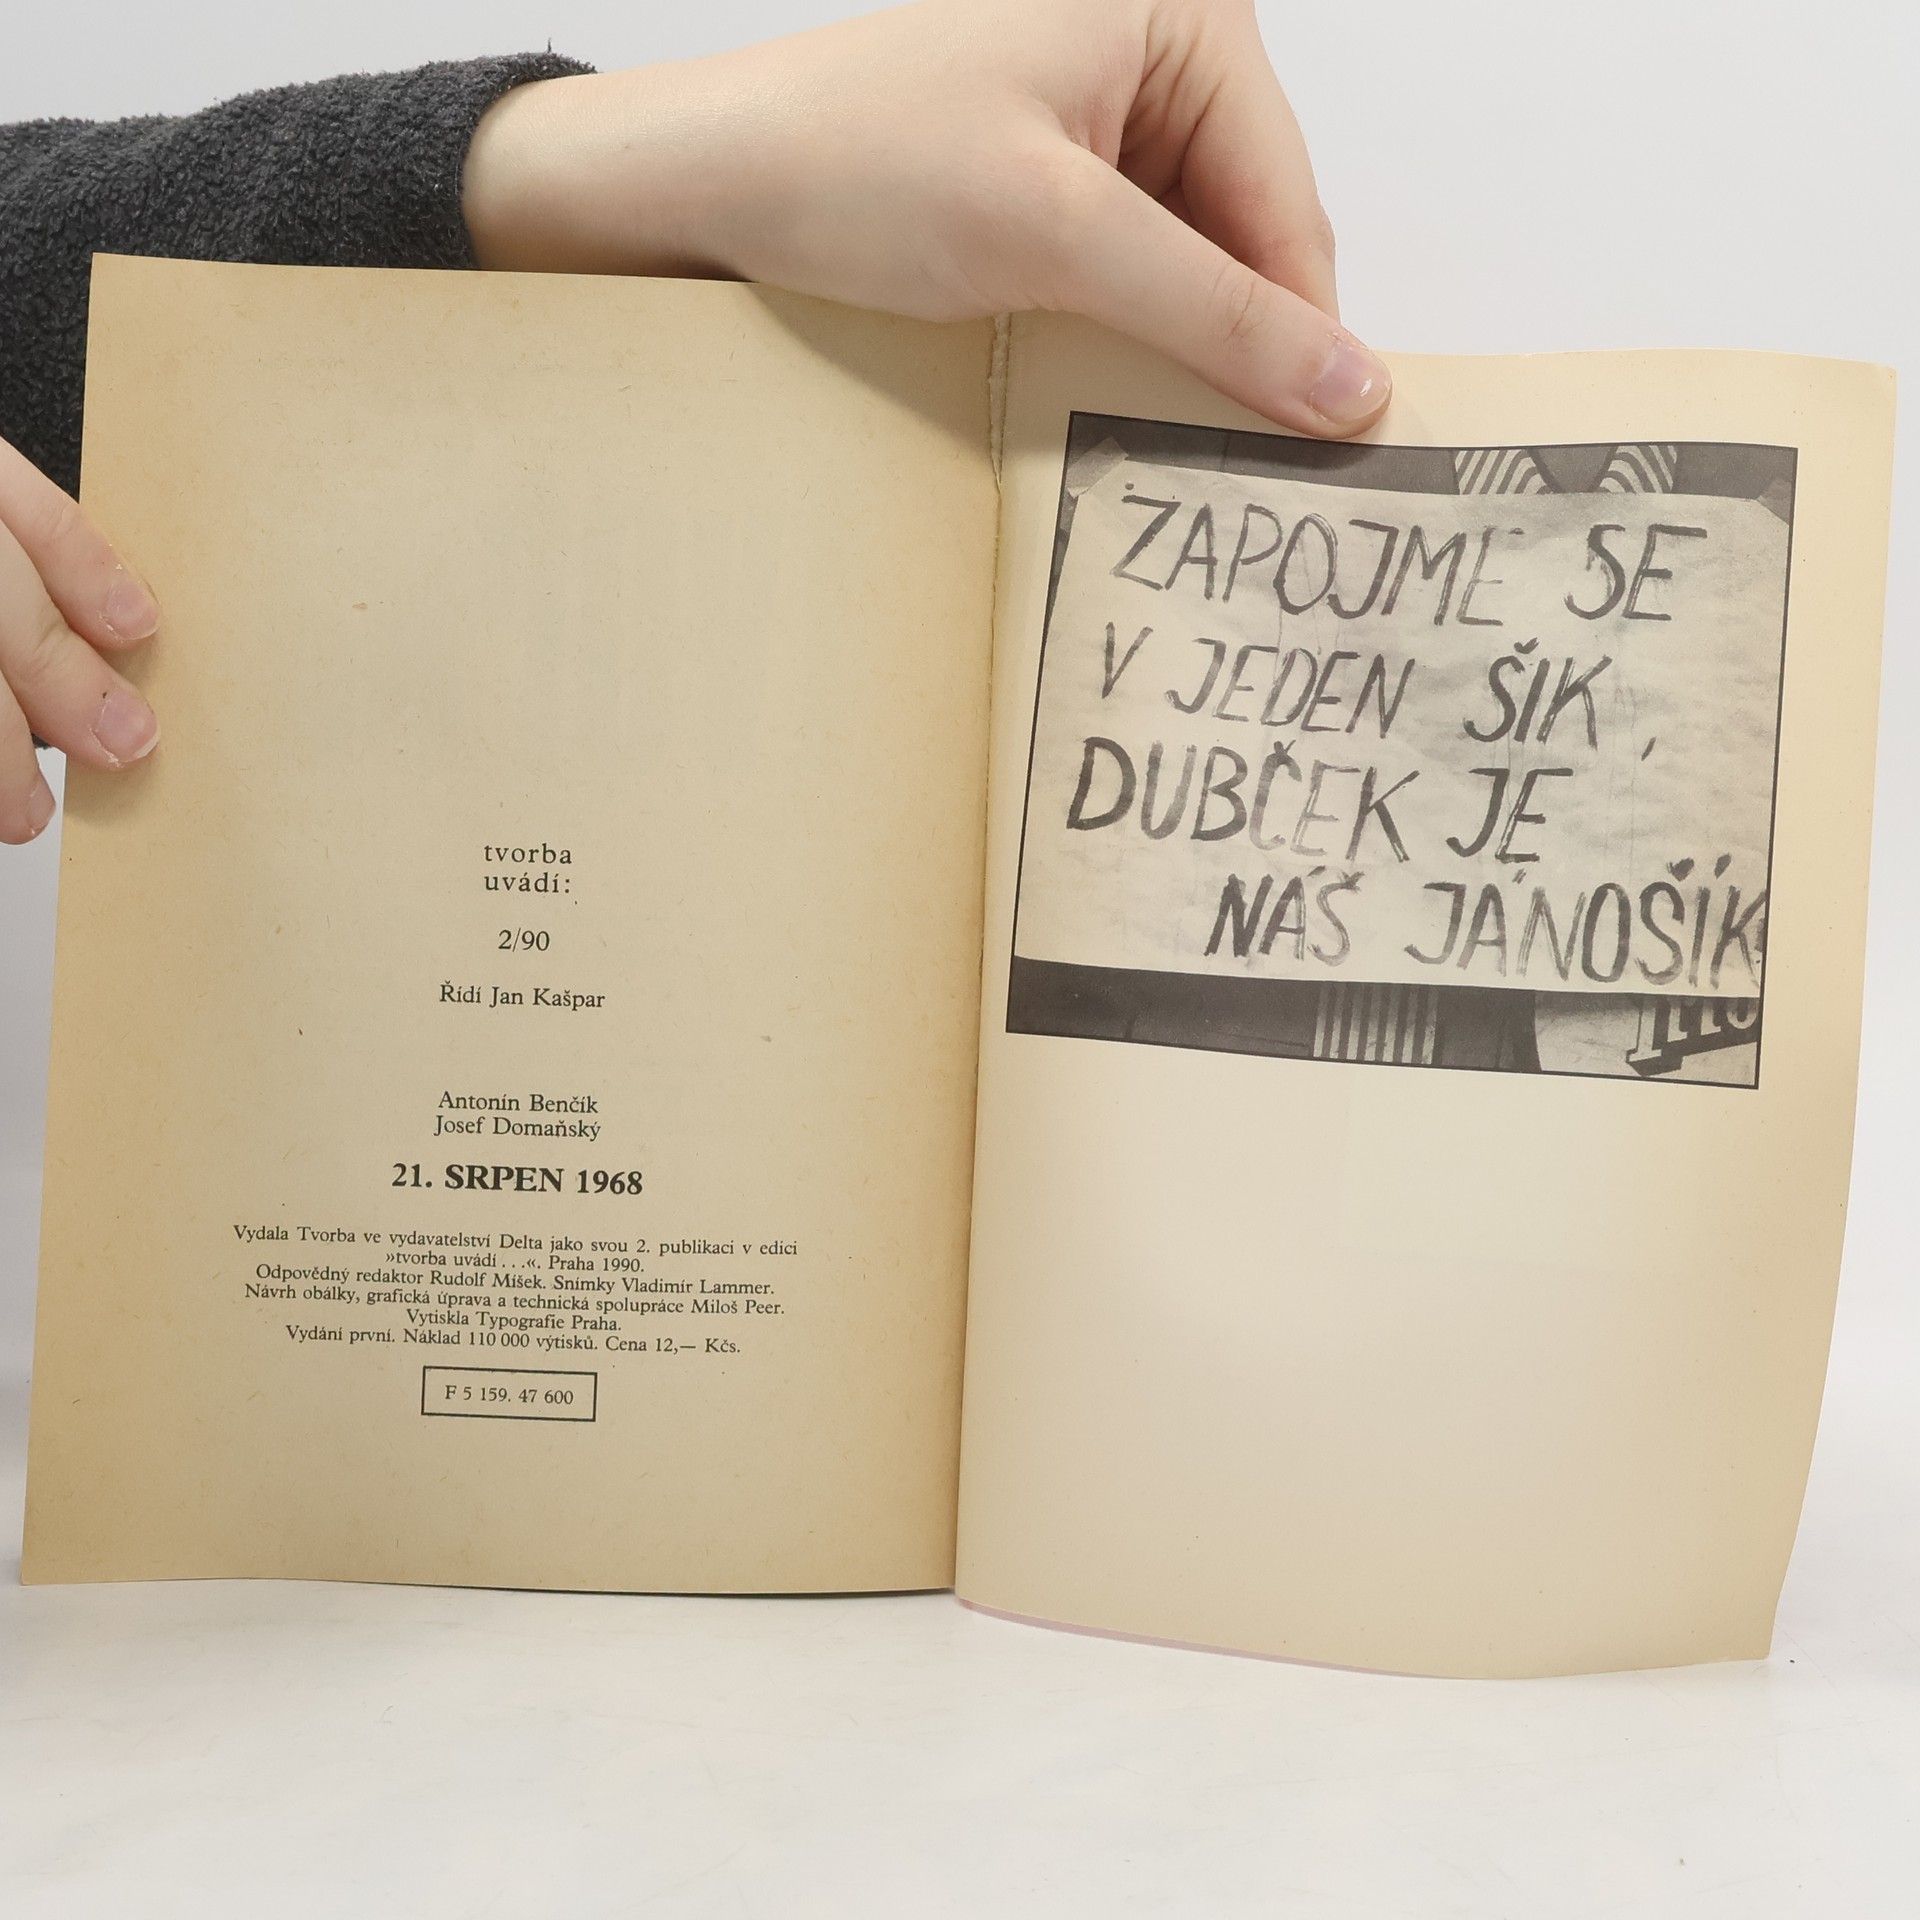 tvorba
uvádí:
2/90
Řídí Jan Kašpar
Antonín Benčík
Josef Domaňský
21. SRPEN 1968
Vydala Tvorba ve vydavatelství Delta jako svou 2. publikaci v edici
»tvorba uvádí . . .«. Praha 1990.
Odpovědný redaktor Rudolf Míšek. Snímky Vladimír Lammer.
Návrh obálky, grafická úprava a technická spolupráce Miloš Peer.
Vytiskla Typografie Praha.
Vydání první. Náklad 110 000 výtisků. Cena 12,— Kčs.
F 5 159. 47 600
ZAPOJME SE
V JEDEN ŠIK,
DUBČEK JE
NÁŠ JÁNOŠÍK